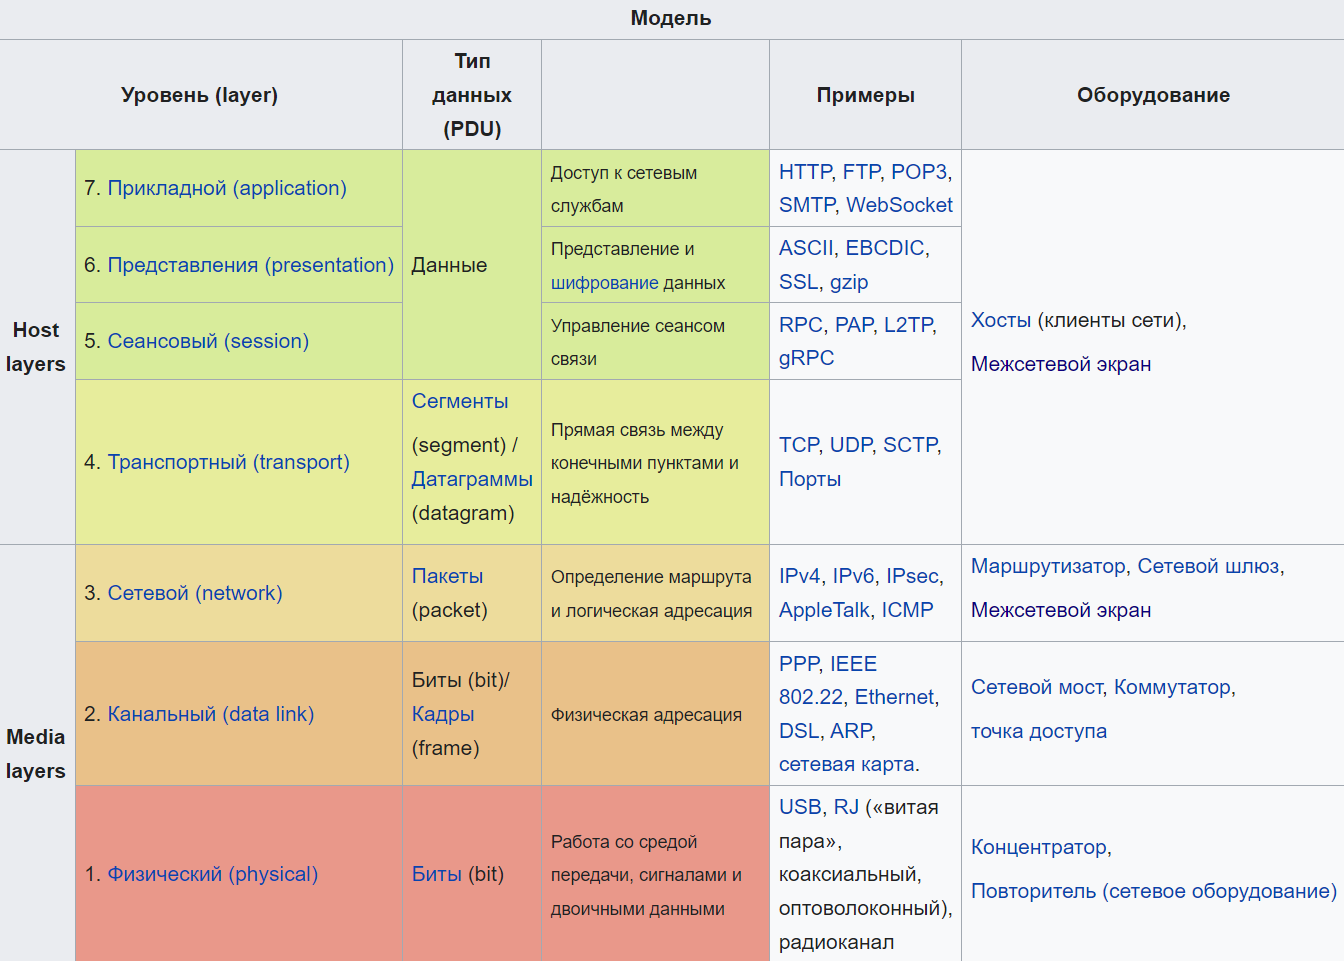 Модель
Уровень (layer)
Тип
данных
(PDU)
Примеры
Оборудование
Host
layers
7. Прикладной (application)
Данные
Доступ к сетевым
службам
HTTP, FTP, POP3,
SMTP, WebSocket
Хосты (клиенты сети),
Межсетевой экран
6. Представления (presentation)
Представление и
шифрование данных
ASCII, EBCDIC,
SSL, gzip
5. Сеансовый (session)
Управление сеансом
связи
RPC, PAP, L2TP,
gRPC
4. Транспортный (transport)
Сегменты
(segment) /
Датаграммы
(datagram)
Прямая связь между
конечными пунктами и
надёжность
TCP, UDP, SCTP,
Порты
Media
layers
3. Сетевой (network)
Пакеты
(packet)
Определение маршрута
и логическая адресация
IPv4, IPv6, IPsec,
AppleTalk, ICMP
Маршрутизатор, Сетевой шлюз,
Межсетевой экран
2. Канальный (data link)
Биты (bit)/
Кадры
(frame)
Физическая адресация
PPP, IEEE
802.22, Ethernet,
DSL, ARP,
сетевая карта.
Сетевой мост, Коммутатор,
точка доступа
1. Физический (physical)
Биты (bit)
Работа со средой
передачи, сигналами и
двоичными данными
USB, RJ («витая
пара»,
коаксиальный,
оптоволоконный),
радиоканал
Концентратор,
Повторитель (сетевое оборудование)